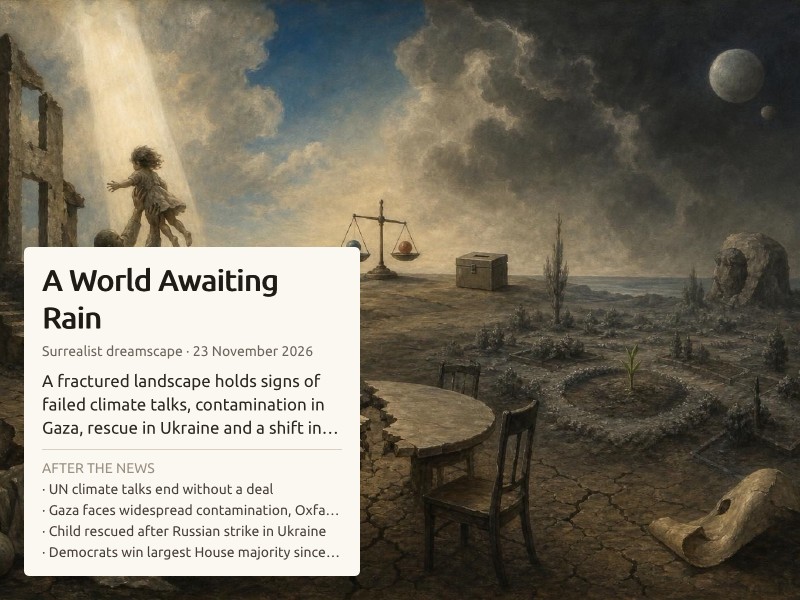 A World Awaiting
Rain
Surrealist dreamscape · 23 November 2026
A fractured landscape holds signs of
failed climate talks, contamination in
Gaza, rescue in Ukraine and a shift in…
AFTER THE NEWS
· UN climate talks end without a deal
· Gaza faces widespread contamination, Oxfa…
· Child rescued after Russian strike in Ukraine
· Democrats win largest House majority since…